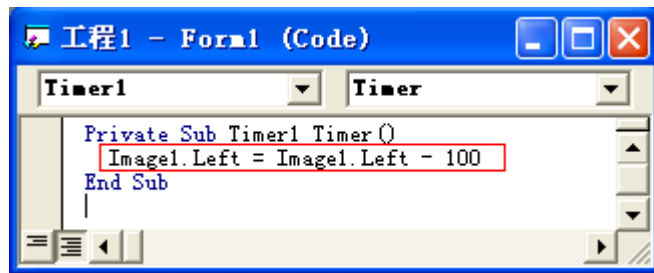 工程1 - Form1 (Code)
Timer1 Timer
Private Sub Timer1 Timer()
Image1.Left = Image1.Left - 100
End Sub